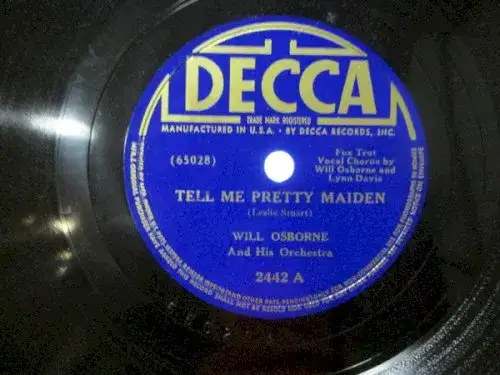 DECCA
TRADE MARK REGISTERED
MANUFACTURED IN U.S.A. • BY DECCA RECORDS, INC.
(65028)
Fox Trot
Vocal Chorus by
Will Osborne and
Lynn Davis
TELL ME PRETTY MAIDEN
(Leslie Stuart)
WILL OSBORNE
And His Orchestra
2442 A